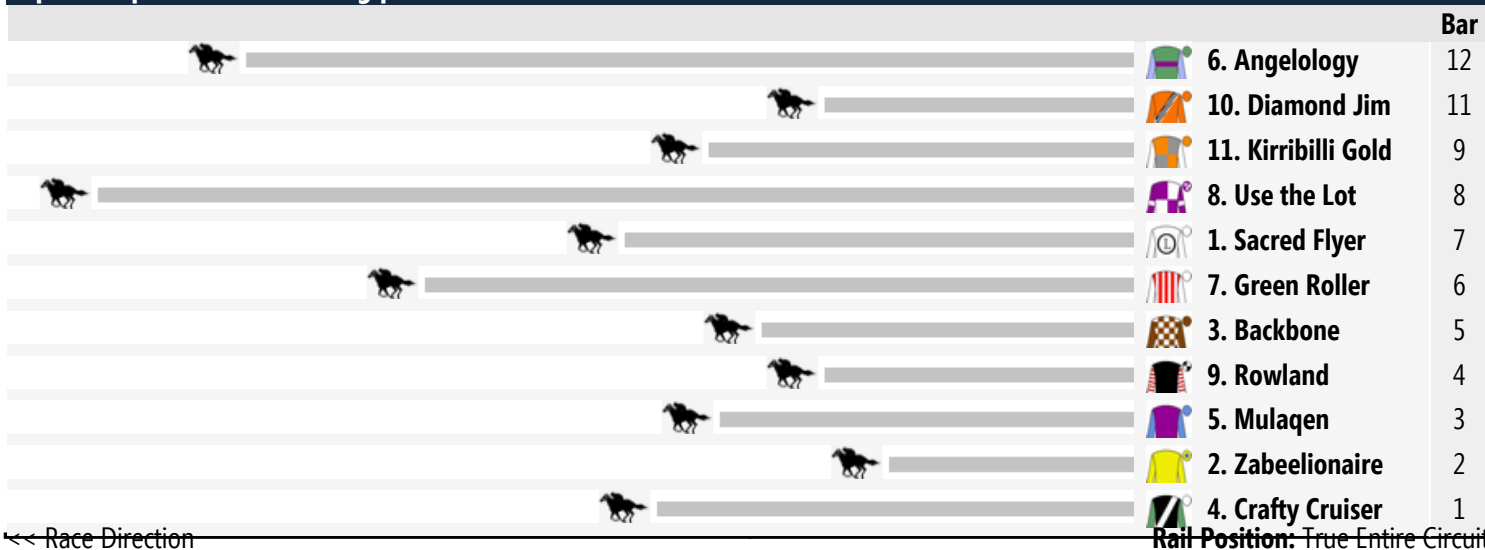 Bar
6. Angelology 12
10. Diamond Jim 11
11. Kirribilli Gold 9
8. Use the Lot 8
1. Sacred Flyer 7
7. Green Roller 6
3. Backbone 5
9. Rowland 4
5. Mulaqen 3
2. Zabeelionaire 2
4. Crafty Cruiser 1
<< Race Direction Rail Position: True Entire Circuit